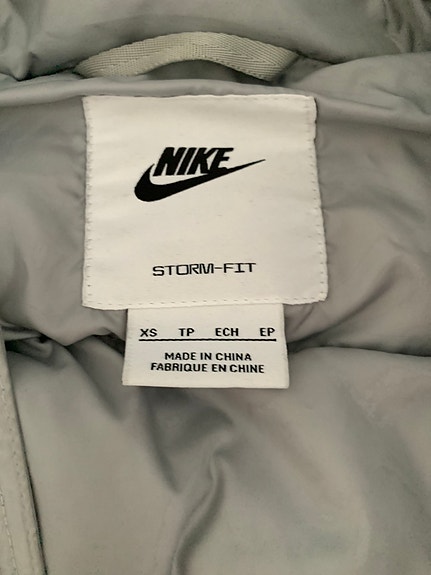 NIKE
STORM-FIT
XS TP ECH EP
MADE IN CHINA
FABRIQUE EN CHINE